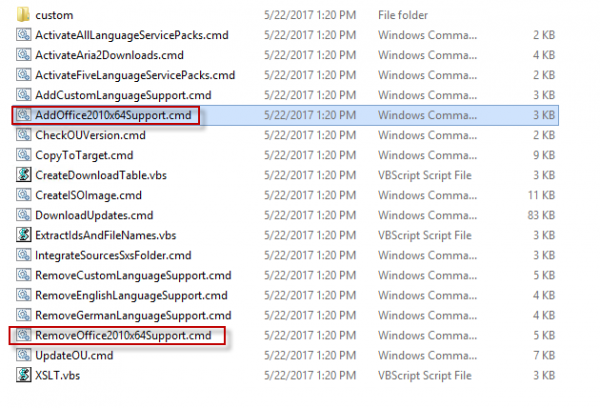 custom 5/22/2017 1:20 PM File folder
ActivateAllLanguageServicePacks.cmd 5/22/2017 1:20 PM Windows Comma... 2 KB
ActivateAria2Downloads.cmd 5/22/2017 1:20 PM Windows Comma... 4 KB
ActivateFiveLanguageServicePacks.cmd 5/22/2017 1:20 PM Windows Comma... 2 KB
AddCustomLanguageSupport.cmd 5/22/2017 1:20 PM Windows Comma... 3 KB
AddOffice2010x64Support.cmd 5/22/2017 1:20 PM Windows Comma... 3 KB
CheckOUVersion.cmd 5/22/2017 1:20 PM Windows Comma... 2 KB
CopyToTarget.cmd 5/22/2017 1:20 PM Windows Comma... 9 KB
CreateDownloadTable.vbs 5/22/2017 1:20 PM VBScript Script File 4 KB
CreateISOImage.cmd 5/22/2017 1:20 PM Windows Comma... 11 KB
DownloadUpdates.cmd 5/22/2017 1:20 PM Windows Comma... 83 KB
ExtractIdsAndFileNames.vbs 5/22/2017 1:20 PM VBScript Script File 3 KB
IntegrateSourcesSxsFolder.cmd 5/22/2017 1:20 PM Windows Comma... 3 KB
RemoveCustomLanguageSupport.cmd 5/22/2017 1:20 PM Windows Comma... 3 KB
RemoveEnglishLanguageSupport.cmd 5/22/2017 1:20 PM Windows Comma... 4 KB
RemoveGermanLanguageSupport.cmd 5/22/2017 1:20 PM Windows Comma... 4 KB
RemoveOffice2010x64Support.cmd 5/22/2017 1:20 PM Windows Comma... 5 KB
UpdateOU.cmd 5/22/2017 1:20 PM Windows Comma... 7 KB
XSLT.vbs 5/22/2017 1:20 PM VBScript Script File 2 KB